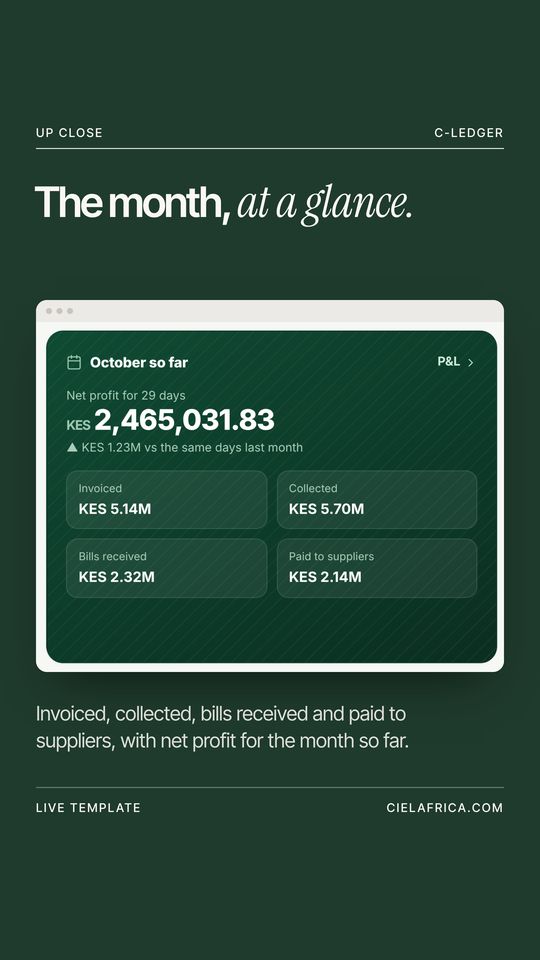 UP CLOSE
C-LEDGER
The month, at a glance.
October so far
P&L
Net profit for 29 days
KES 2,465,031.83
▲ KES 1.23M vs the same days last month
Invoiced
KES 5.14M
Collected
KES 5.70M
Bills received
KES 2.32M
Paid to suppliers
KES 2.14M
Invoiced, collected, bills received and paid to
suppliers, with net profit for the month so far.
LIVE TEMPLATE
CIELAFRICA.COM